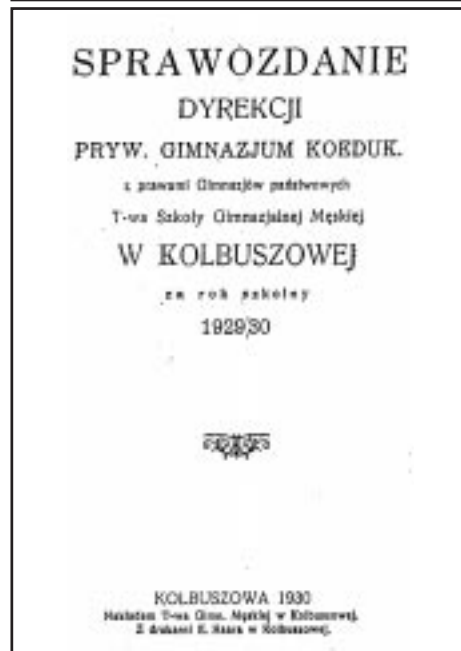 SPRAWOZDANIE
DYREKCJI
PRYW. GIMNAZJUM KOEDUK.
z prawami Gimnazjów państwowych
T-wa Szkoły Gimnazjalnej Męskiej
W KOLBUSZOWEJ
za rok szkolny
1929/30
KOLBUSZOWA 1930
Nakładem T-wa Gimn. Męskiej w Kolbuszowej.
Z drukarni w Kolbuszowej.